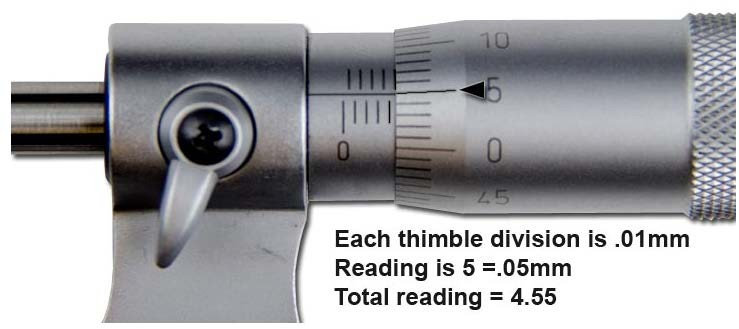 10
5
0
0
45
Each thimble division is .01mm
Reading is 5 =.05mm
Total reading = 4.55